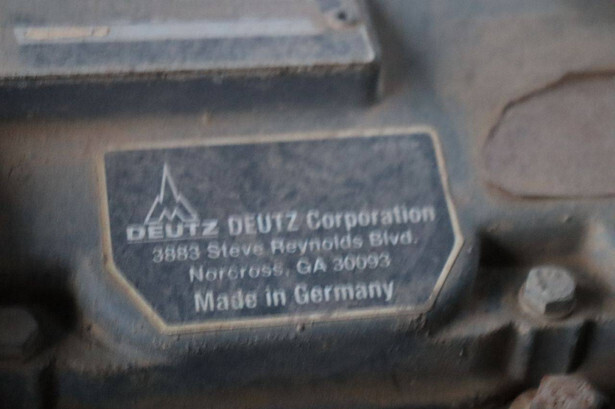 DEUTZ DEUTZ Corporation
3883 Steve Reynolds Blvd.
Norcross, GA 30093
Made in Germany